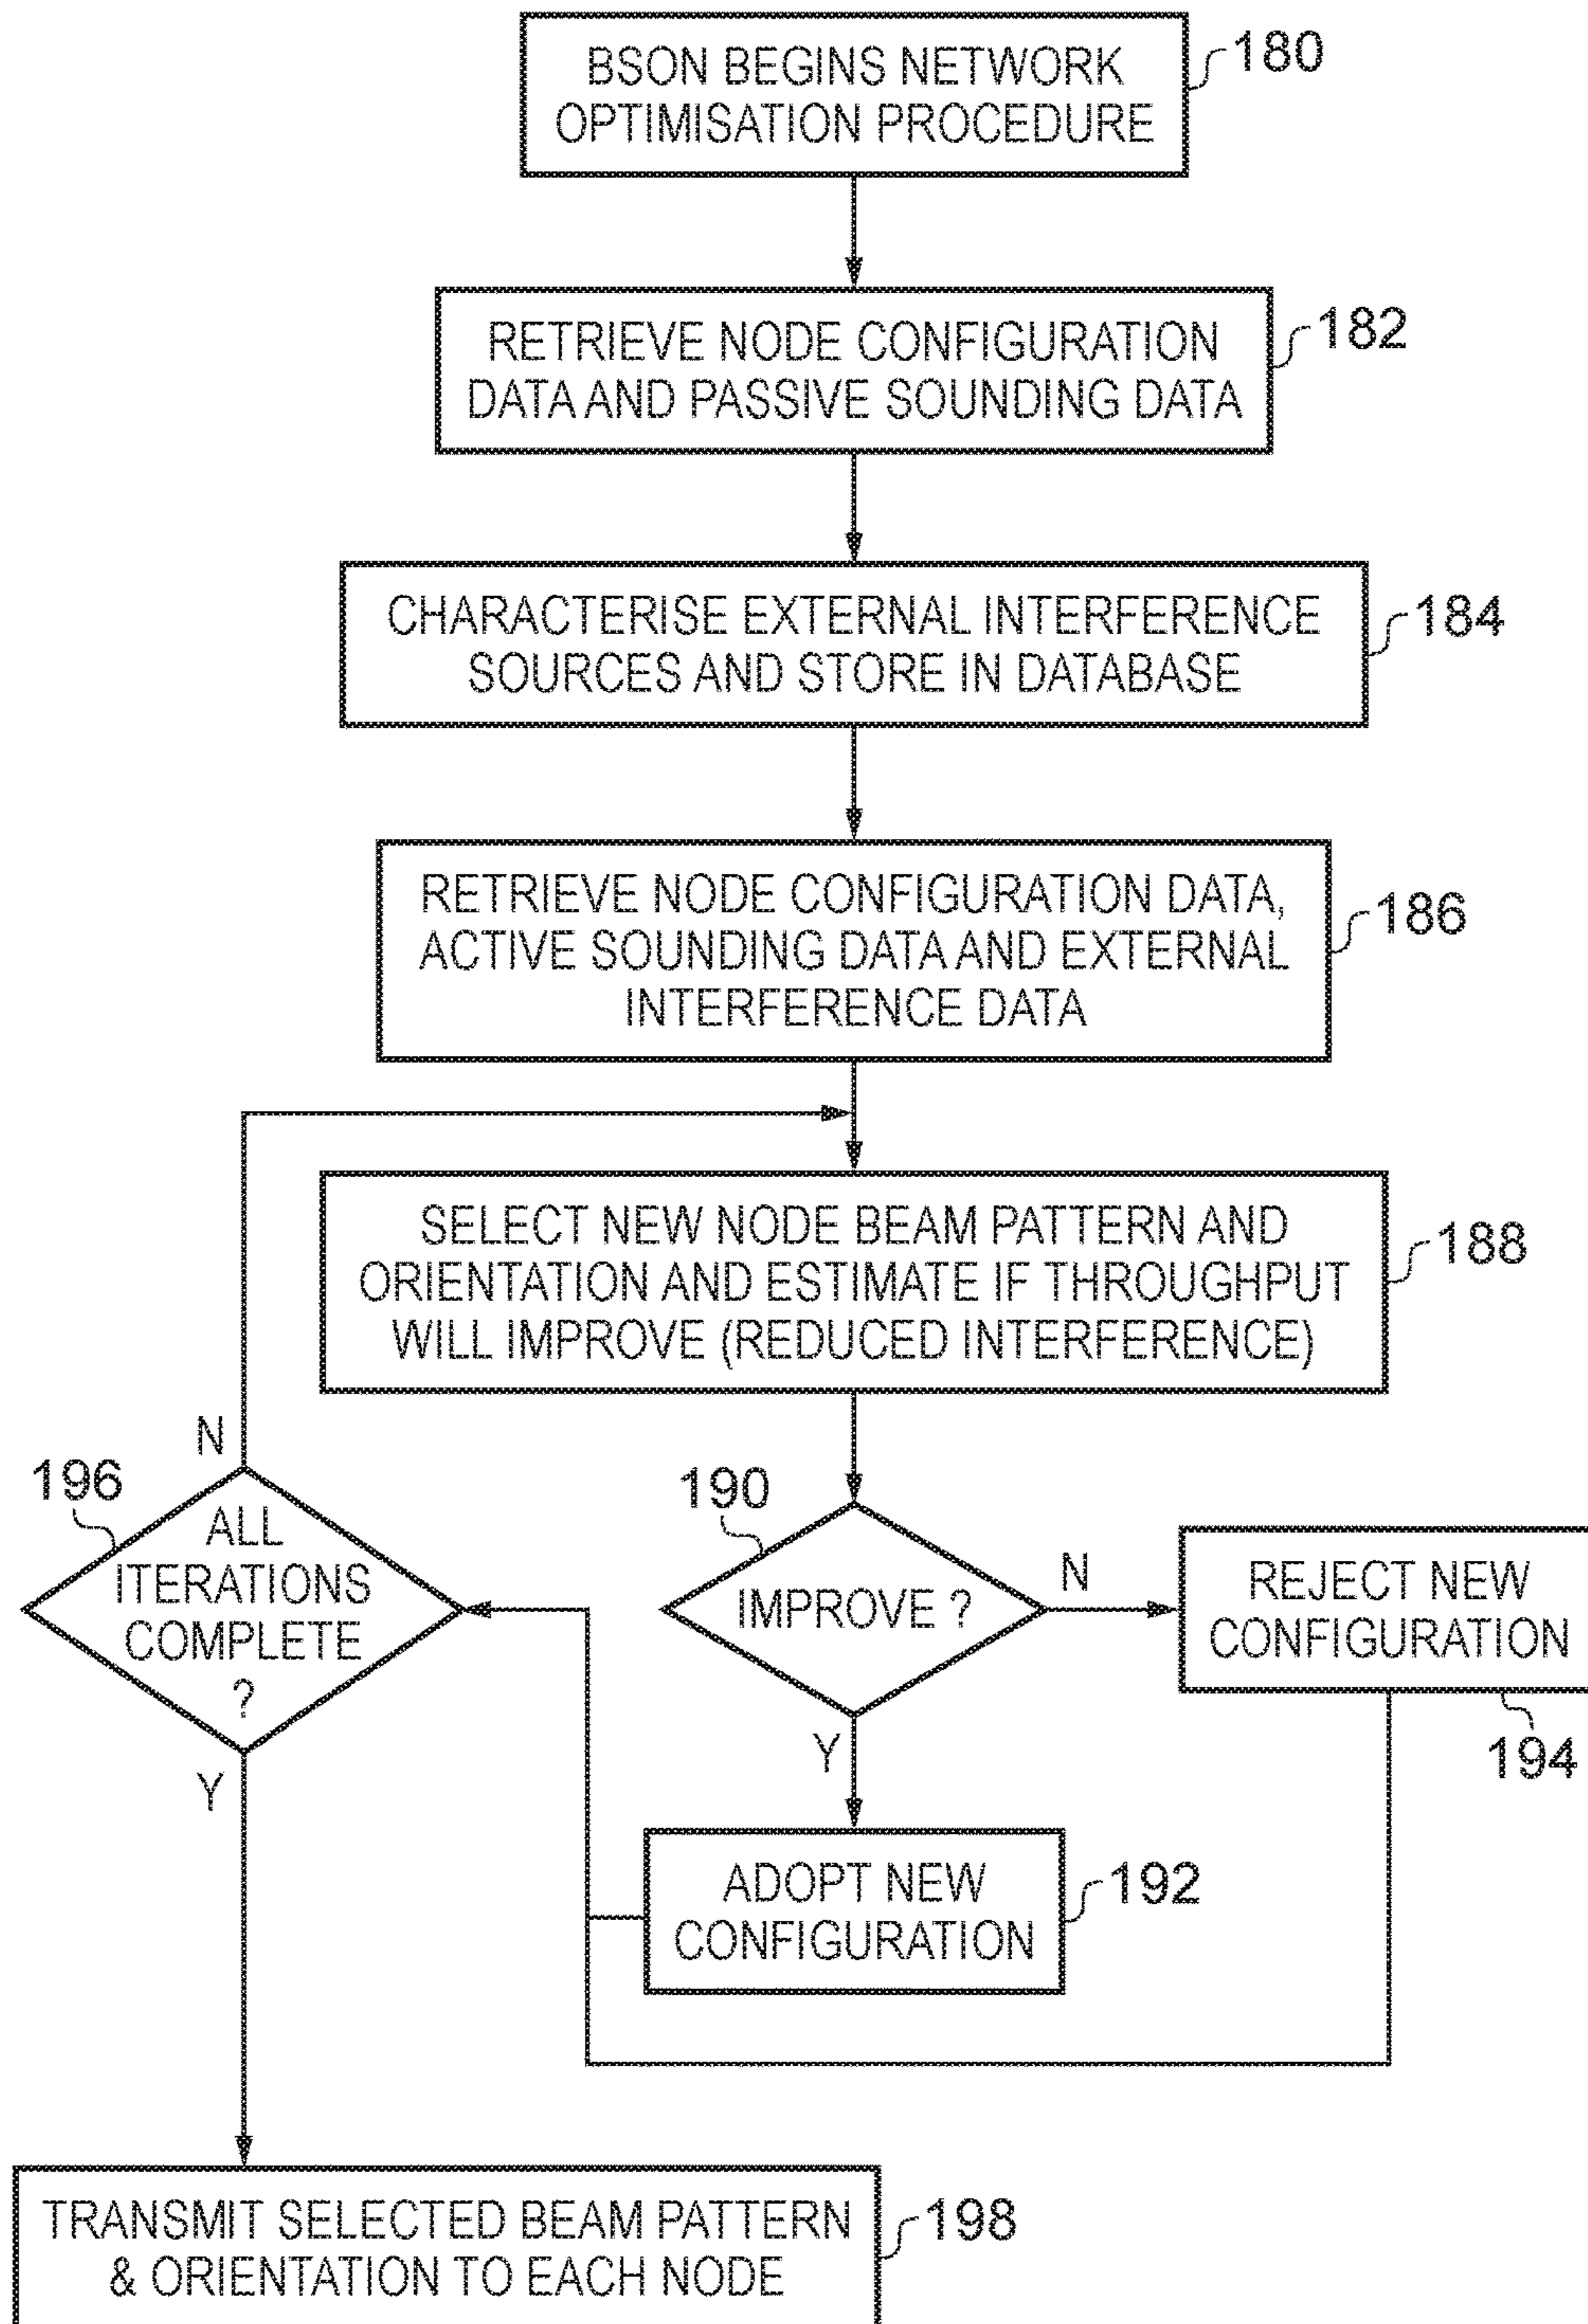 BSON BEGINS NETWORK
OPTIMISATION PROCEDURE
180
RETRIEVE NODE CONFIGURATION
DATA AND PASSIVE SOUNDING DATA
182
CHARACTERISE EXTERNAL INTERFERENCE
SOURCES AND STORE IN DATABASE
184
RETRIEVE NODE CONFIGURATION DATA,
ACTIVE SOUNDING DATA AND EXTERNAL
INTERFERENCE DATA
186
SELECT NEW NODE BEAM PATTERN AND
ORIENTATION AND ESTIMATE IF THROUGHPUT
WILL IMPROVE (REDUCED INTERFERENCE)
188
N
196
ALL
ITERATIONS
COMPLETE
?
Y
190
IMPROVE ?
N
Y
REJECT NEW
CONFIGURATION
194
ADOPT NEW
CONFIGURATION
192
TRANSMIT SELECTED BEAM PATTERN
& ORIENTATION TO EACH NODE
198